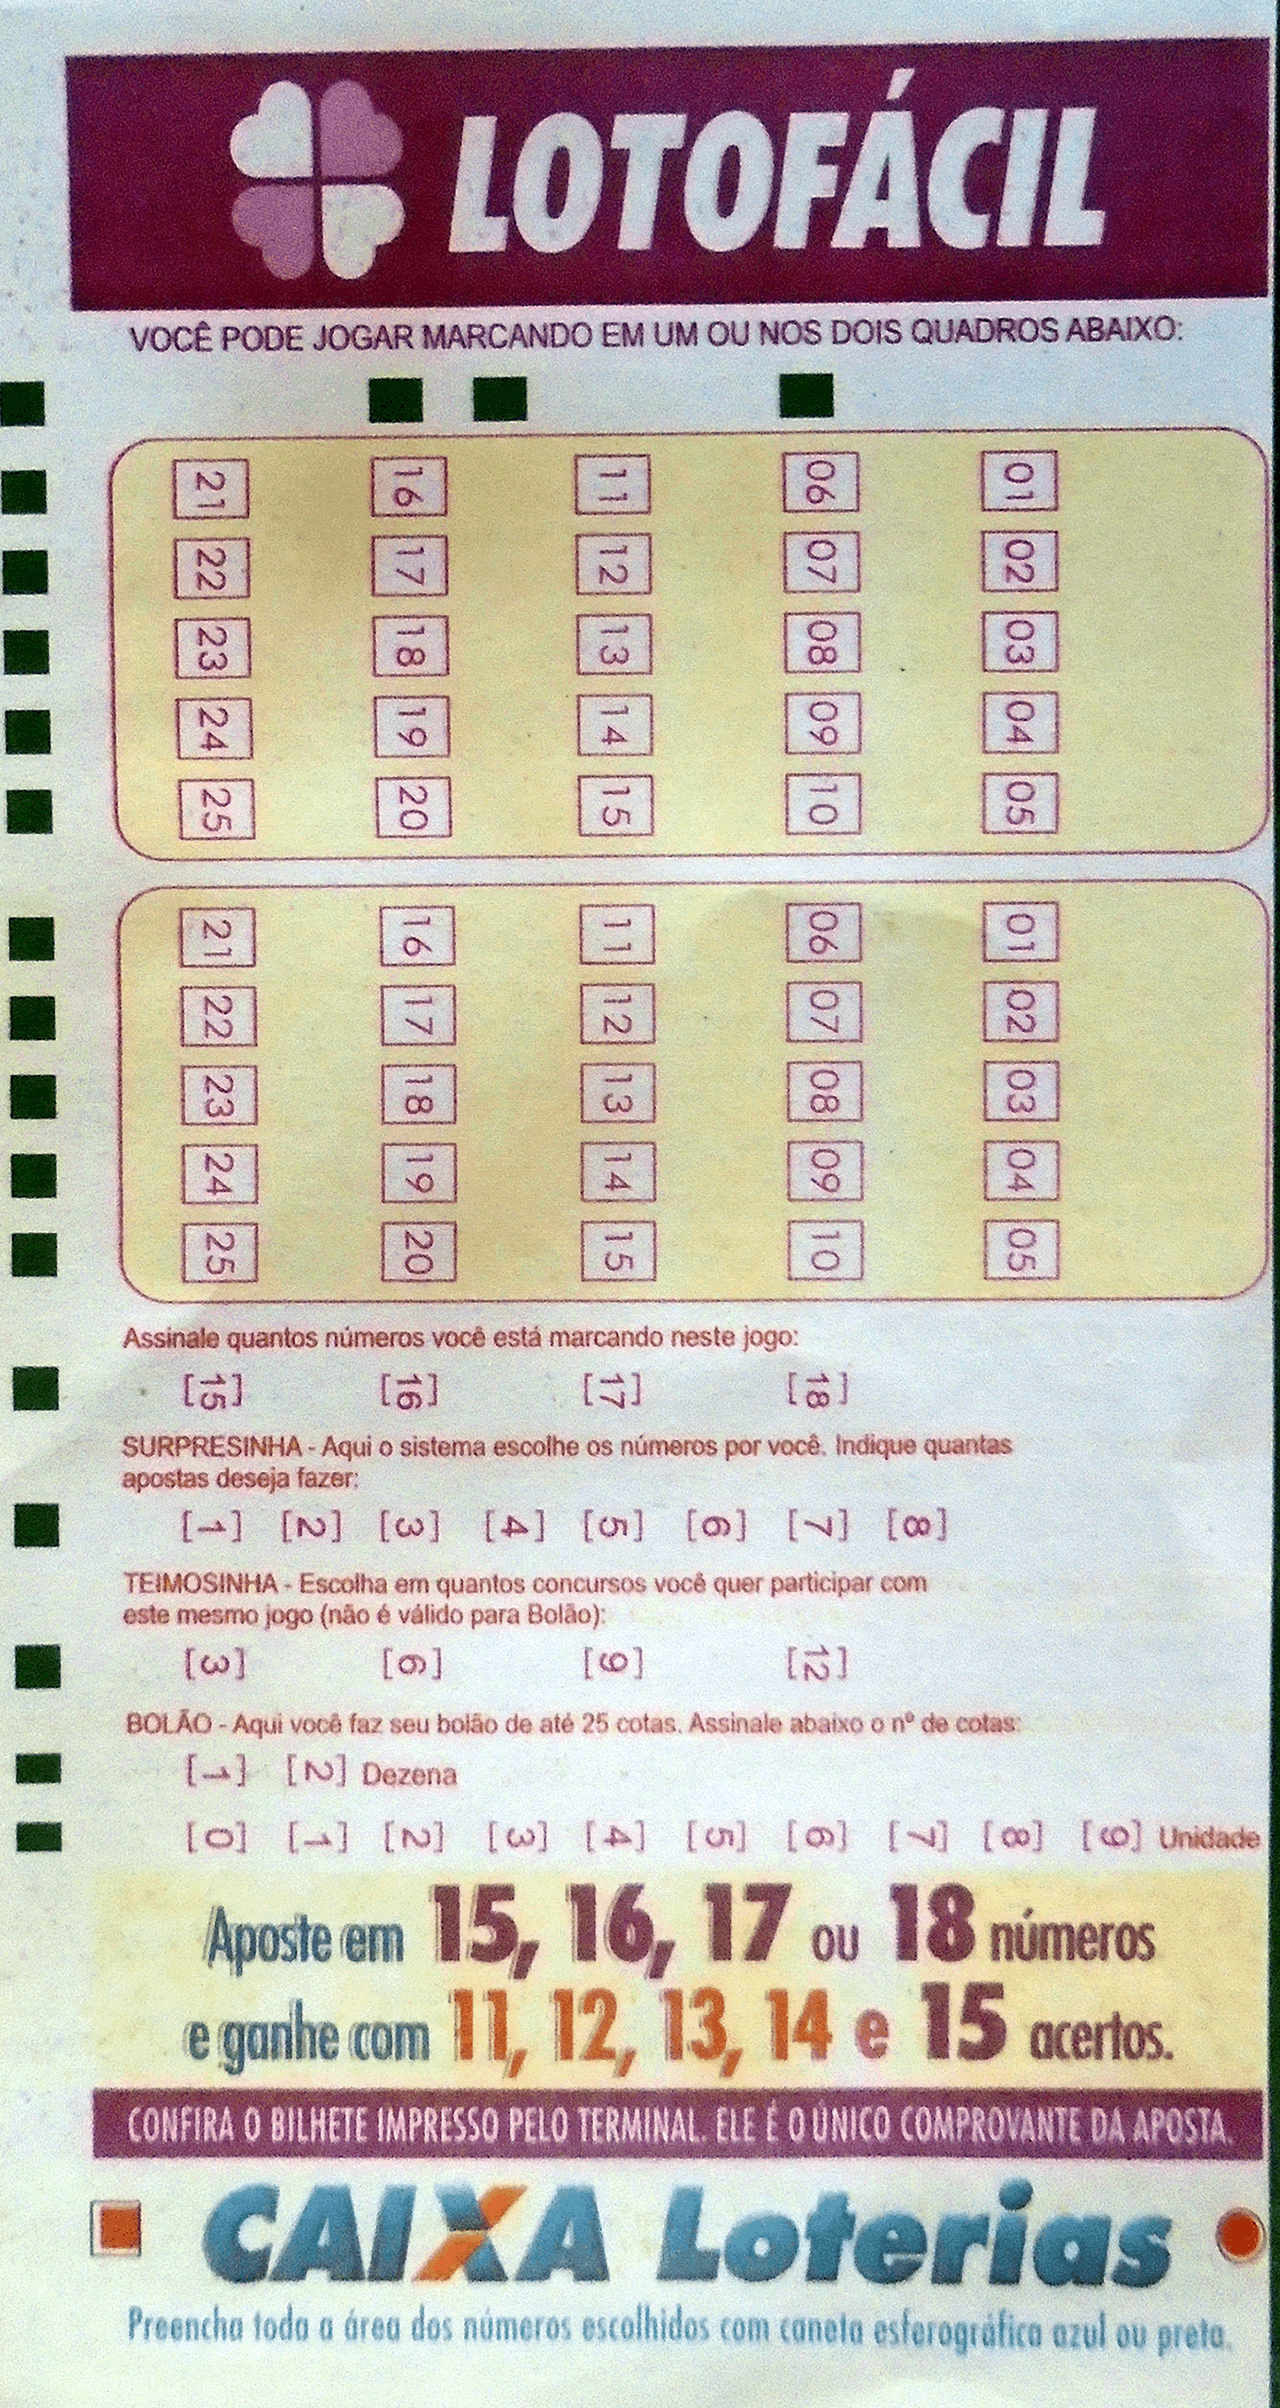 LOTOFÁCIL
VOCÊ PODE JOGAR MARCANDO EM UM OU NOS DOIS QUADROS ABAIXO:
21 16 11 06 01
22 17 12 07 02
23 18 13 08 03
24 19 14 09 04
25 20 15 10 05
21 16 11 06 01
22 17 12 07 02
23 18 13 08 03
24 19 14 09 04
25 20 15 10 05
Assinale quantos números você está marcando neste jogo:
[15] [16] [17] [18]
SURPRESINHA - Aqui o sistema escolhe os números por você. Indique quantas
apostas deseja fazer:
[1] [2] [3] [4] [5] [6] [7] [8]
TEIMOSINHA - Escolha em quantos concursos você quer participar com
este mesmo jogo (não é válido para Bolão):
[3] [6] [9] [12]
BOLÃO - Aqui você faz seu bolão de até 25 cotas. Assinale abaixo o nº de cotas:
[1] [2] Dezena
[0] [1] [2] [3] [4] [5] [6] [7] [8] [9] Unidade
Aposte em 15, 16, 17 ou 18 números
e ganhe com 11, 12, 13, 14 e 15 acertos.
CONFIRA O BILHETE IMPRESSO PELO TERMINAL. ELE É O ÚNICO COMPROVANTE DA APOSTA.
CAIXA Loterias
Preencha toda a área dos números escolhidos com caneta esferográfica azul ou preta.